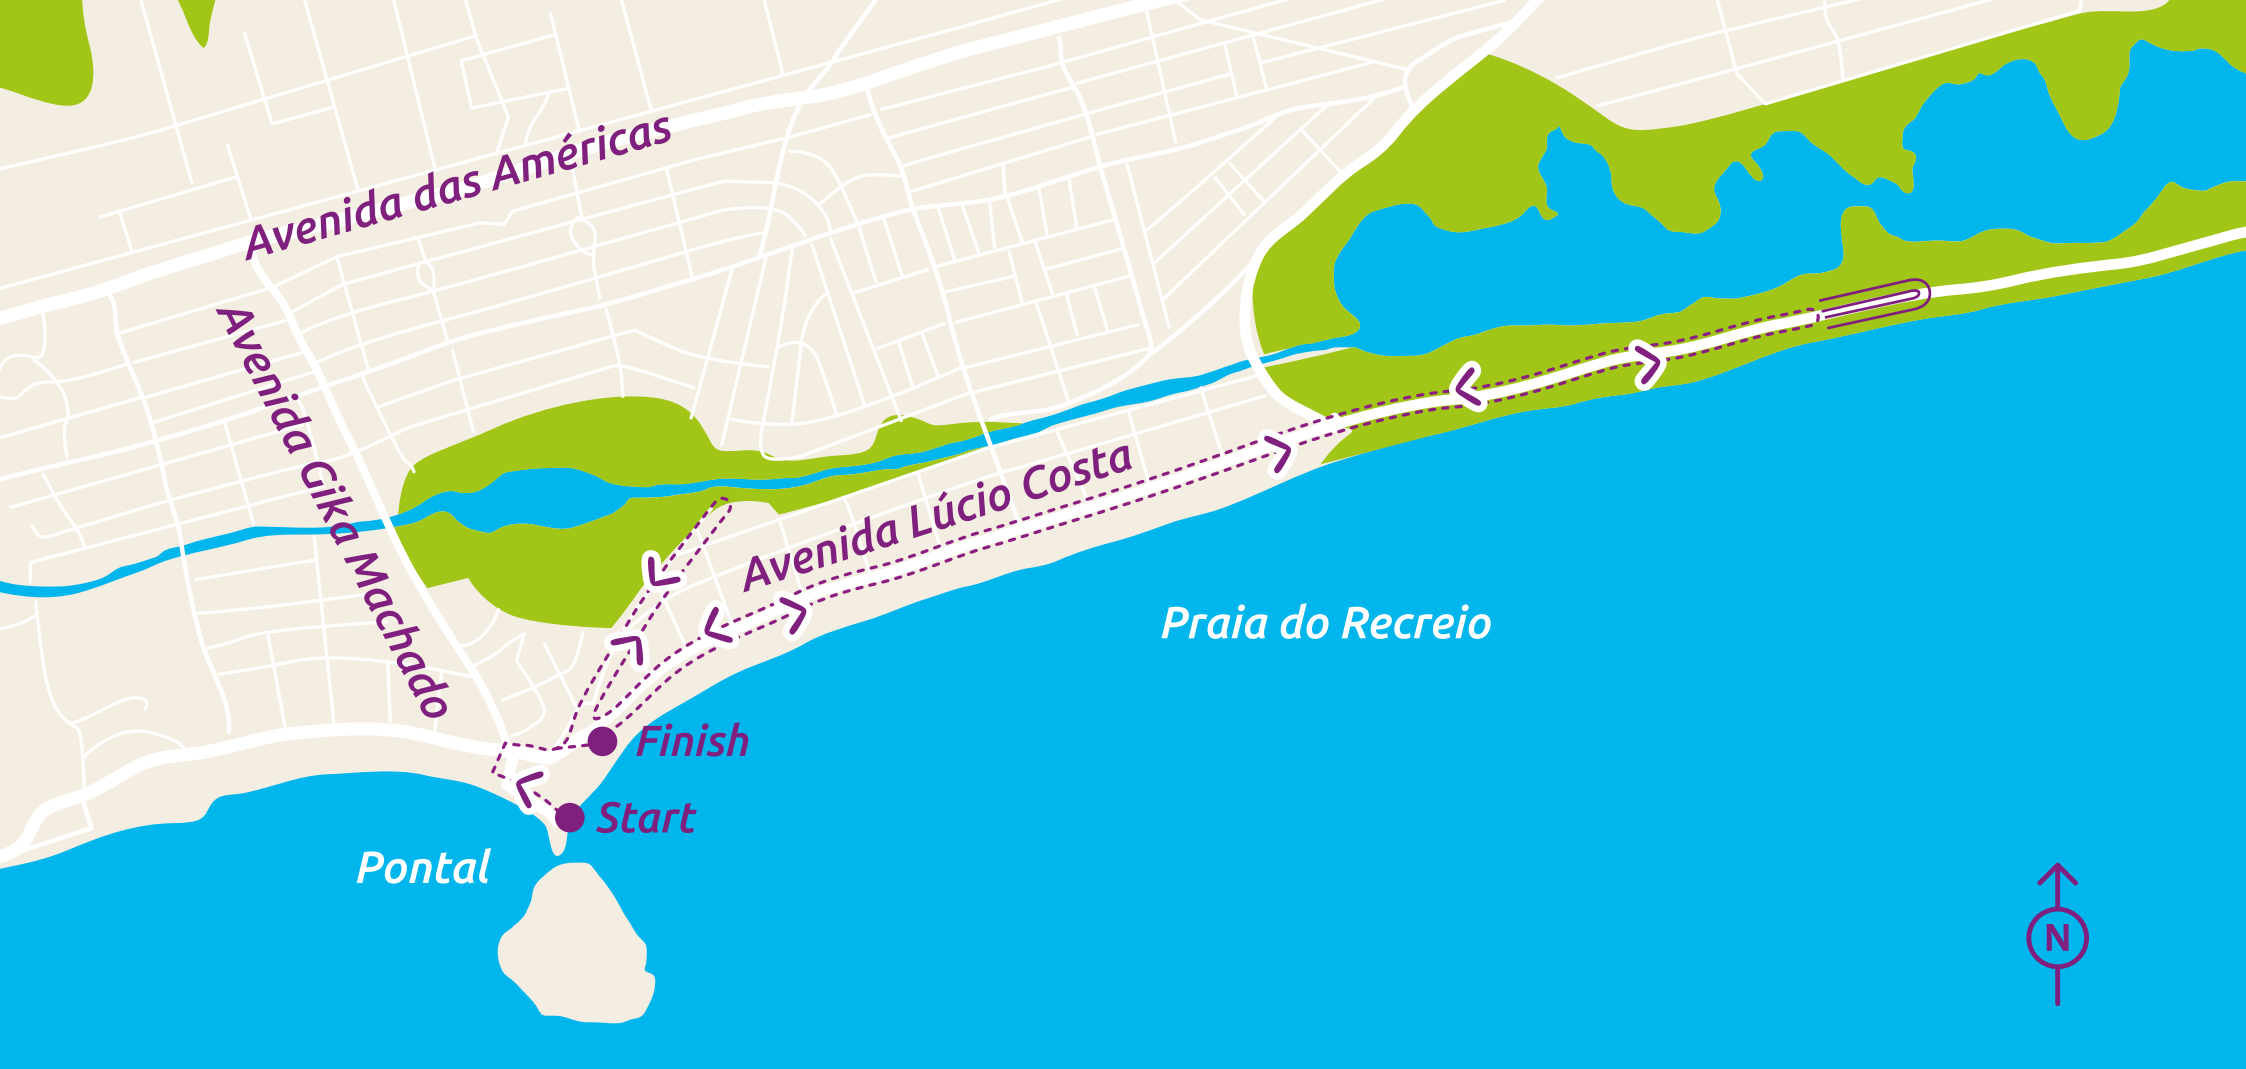 Avenida das Américas
Avenida Gika Machado
Avenida Lúcio Costa
Praia do Recreio
Finish
Start
Pontal
N